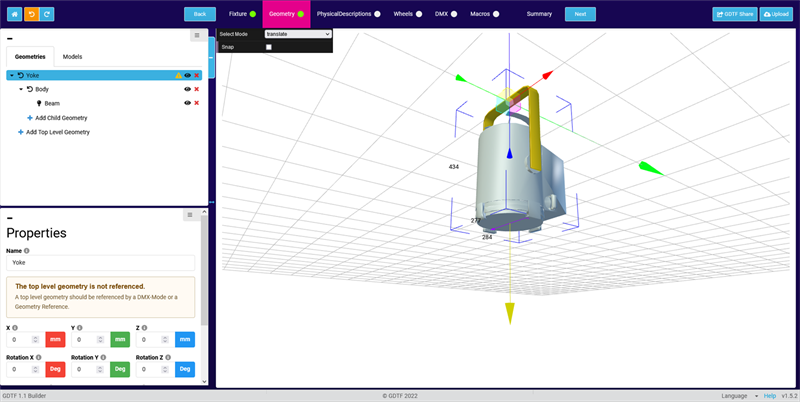 Back
Fixture
Geometry
PhysicalDescriptions
Wheels
DMX
Macros
Summary
Next
GDTF Share
Upload
Geometries
Models
Yoke
Body
Beam
Add Child Geometry
Add Top Level Geometry
Select Mode
translate
Snap
434
277
284
Properties
Name
Yoke
The top level geometry is not referenced.
A top level geometry should be referenced by a DMX-Mode or a
Geometry Reference.
X
Y
Z
0 mm
0 mm
0 mm
Rotation X
Rotation Y
Rotation Z
0 Deg
0 Deg
0 Deg
GDTF 1.1 Builder
© GDTF 2022
Language
Help
v1.5.2